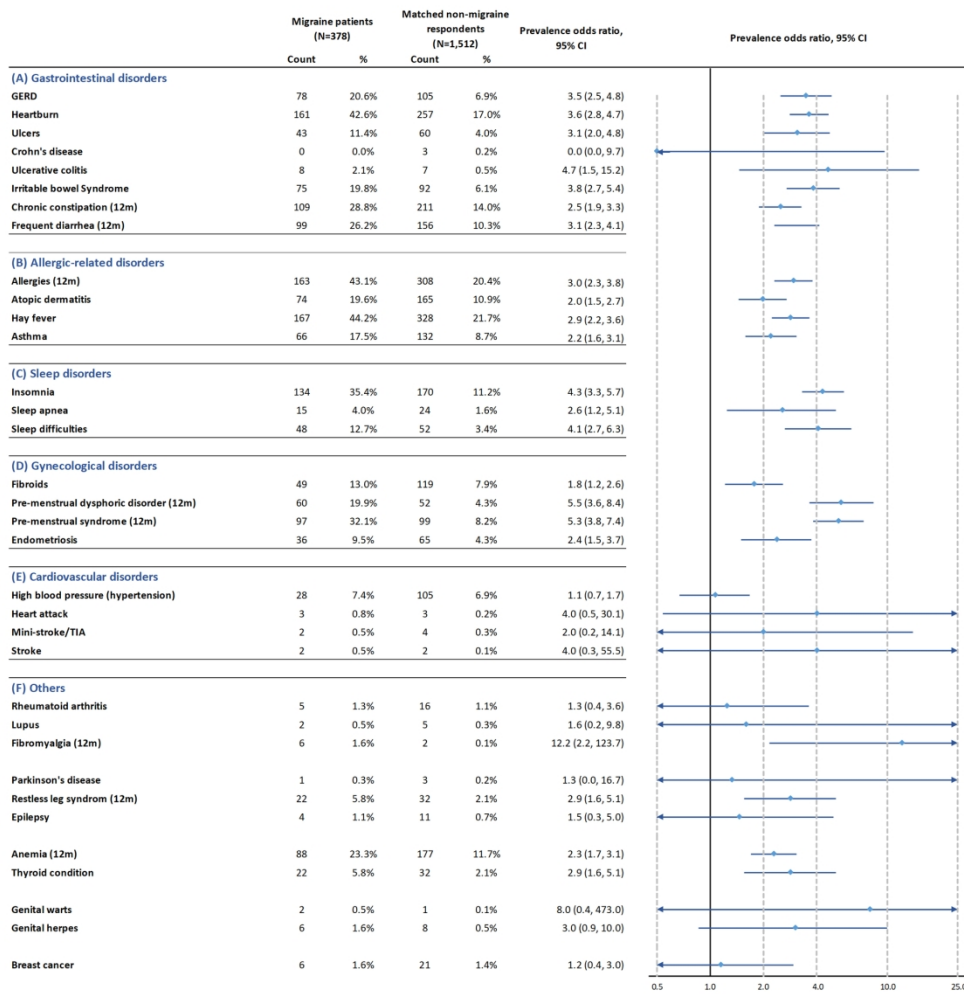 Migraine patients (N=378) Matched non-migraine respondents (N=1,512) Prevalence odds ratio, 95% CI Prevalence odds ratio, 95% CI
Count % Count %
(A) Gastrointestinal disorders
GERD 78 20.6% 105 6.9% 3.5 (2.5, 4.8)
Heartburn 161 42.6% 257 17.0% 3.6 (2.8, 4.7)
Ulcers 43 11.4% 60 4.0% 3.1 (2.0, 4.8)
Crohn's disease 0 0.0% 3 0.2% 0.0 (0.0, 9.7)
Ulcerative colitis 8 2.1% 7 0.5% 4.7 (1.5, 15.2)
Irritable bowel Syndrome 75 19.8% 92 6.1% 3.8 (2.7, 5.4)
Chronic constipation (12m) 109 28.8% 211 14.0% 2.5 (1.9, 3.3)
Frequent diarrhea (12m) 99 26.2% 156 10.3% 3.1 (2.3, 4.1)
(B) Allergic-related disorders
Allergies (12m) 163 43.1% 308 20.4% 3.0 (2.3, 3.8)
Atopic dermatitis 74 19.6% 165 10.9% 2.0 (1.5, 2.7)
Hay fever 167 44.2% 328 21.7% 2.9 (2.2, 3.6)
Asthma 66 17.5% 132 8.7% 2.2 (1.6, 3.1)
(C) Sleep disorders
Insomnia 134 35.4% 170 11.2% 4.3 (3.3, 5.7)
Sleep apnea 15 4.0% 24 1.6% 2.6 (1.2, 5.1)
Sleep difficulties 48 12.7% 52 3.4% 4.1 (2.7, 6.3)
(D) Gynecological disorders
Fibroids 49 13.0% 119 7.9% 1.8 (1.2, 2.6)
Pre-menstrual dysphoric disorder (12m) 60 19.9% 52 4.3% 5.5 (3.6, 8.4)
Pre-menstrual syndrome (12m) 97 32.1% 99 8.2% 5.3 (3.8, 7.4)
Endometriosis 36 9.5% 65 4.3% 2.4 (1.5, 3.7)
(E) Cardiovascular disorders
High blood pressure (hypertension) 28 7.4% 105 6.9% 1.1 (0.7, 1.7)
Heart attack 3 0.8% 3 0.2% 4.0 (0.5, 30.1)
Mini-stroke/TIA 2 0.5% 4 0.3% 2.0 (0.2, 14.1)
Stroke 2 0.5% 2 0.1% 4.0 (0.3, 55.5)
(F) Others
Rheumatoid arthritis 5 1.3% 16 1.1% 1.3 (0.4, 3.6)
Lupus 2 0.5% 5 0.3% 1.6 (0.2, 9.8)
Fibromyalgia (12m) 6 1.6% 2 0.1% 12.2 (2.2, 123.7)
Parkinson's disease 1 0.3% 3 0.2% 1.3 (0.0, 16.7)
Restless leg syndrom (12m) 22 5.8% 32 2.1% 2.9 (1.6, 5.1)
Epilepsy 4 1.1% 11 0.7% 1.5 (0.3, 5.0)
Anemia (12m) 88 23.3% 177 11.7% 2.3 (1.7, 3.1)
Thyroid condition 22 5.8% 32 2.1% 2.9 (1.6, 5.1)
Genital warts 2 0.5% 1 0.1% 8.0 (0.4, 473.0)
Genital herpes 6 1.6% 8 0.5% 3.0 (0.9, 10.0)
Breast cancer 6 1.6% 21 1.4% 1.2 (0.4, 3.0)
0.5 1.0 2.0 4.0 10.0 25.0